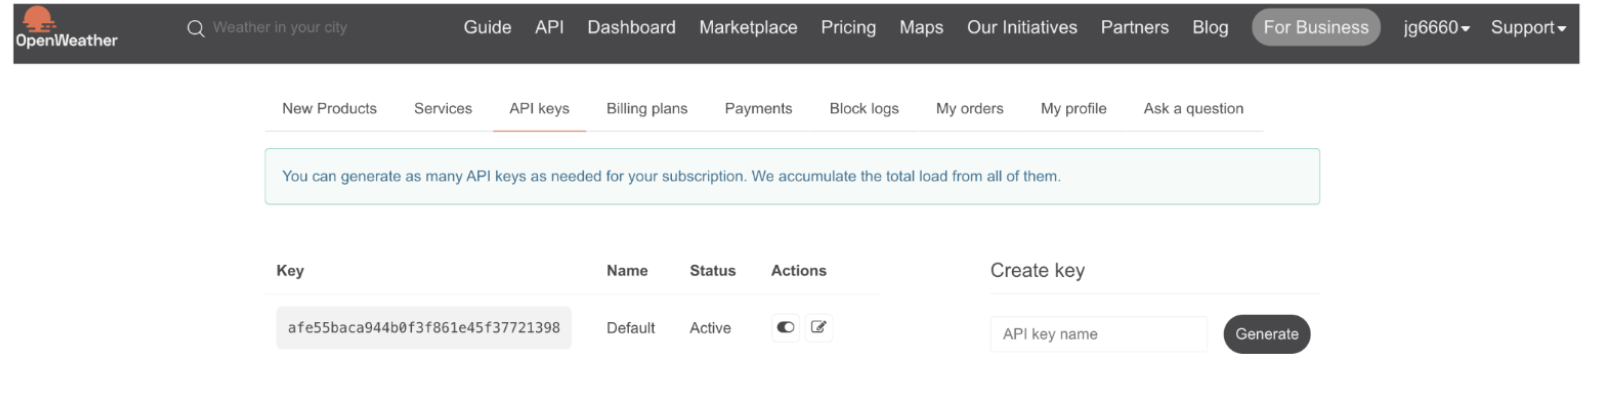 OpenWeather
Weather in your city
Guide API Dashboard Marketplace Pricing Maps Our Initiatives Partners Blog For Business jg6660 Support
New Products Services API keys Billing plans Payments Block logs My orders My profile Ask a question
You can generate as many API keys as needed for your subscription. We accumulate the total load from all of them.
Key Name Status Actions
afe55baca944b0f3f861e45f37721398 Default Active
Create key
API key name Generate